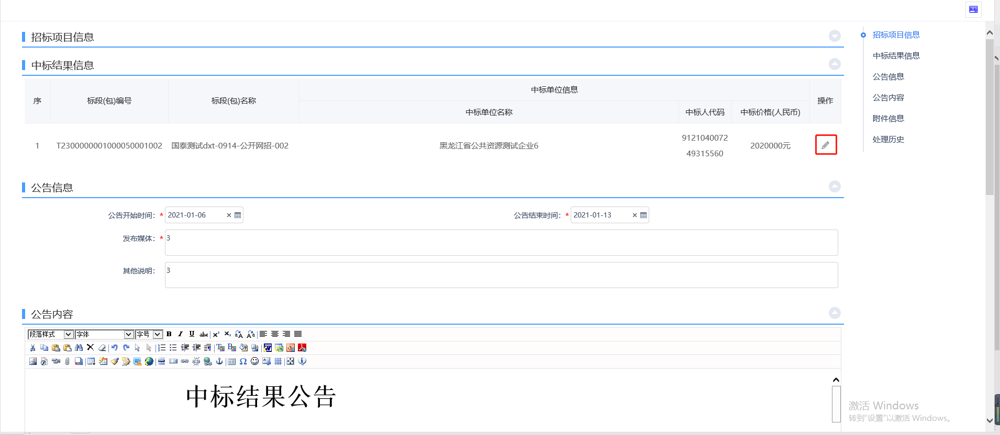 招标项目信息
中标结果信息
序
标段(包)编号
标段(包)名称
中标单位信息
中标单位名称
中标人代码
中标价格(人民币)
操作
1
T2300000001000050001002
国泰测试dxt-0914-公开网招-002
黑龙江省公共资源测试企业6
9121040072
49315560
2020000元
公告信息
公告开始时间：* 2021-01-06
公告结束时间：* 2021-01-13
发布媒体：* 3
其他说明： 3
公告内容
段落样式 字体 字号
中标结果公告
招标项目信息
中标结果信息
公告信息
公告内容
附件信息
处理历史
激活 Windows
转到"设置"以激活 Windows。